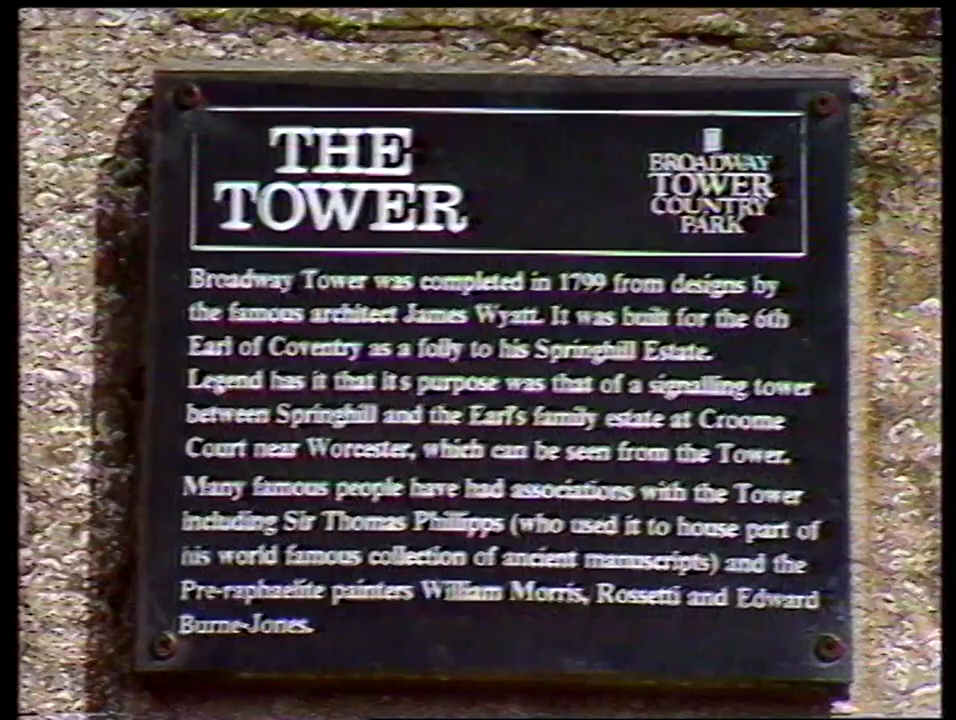 THE
TOWER
BROADWAY
TOWER
COUNTRY
PARK
Broadway Tower was completed in 1799 from designs by
the famous architect James Wyatt. It was built for the 6th
Earl of Coventry as a folly to his Springhill Estate.
Legend has it that it's purpose was that of a signalling tower
between Springhill and the Earl's family estate at Croome
Court near Worcester, which can be seen from the Tower.
Many famous people have had associations with the Tower
including Sir Thomas Phillipps (who used it to house part of
his world famous collection of ancient manuscripts) and the
Pre-raphaelite painters William Morris, Rossetti and Edward
Burne-Jones.